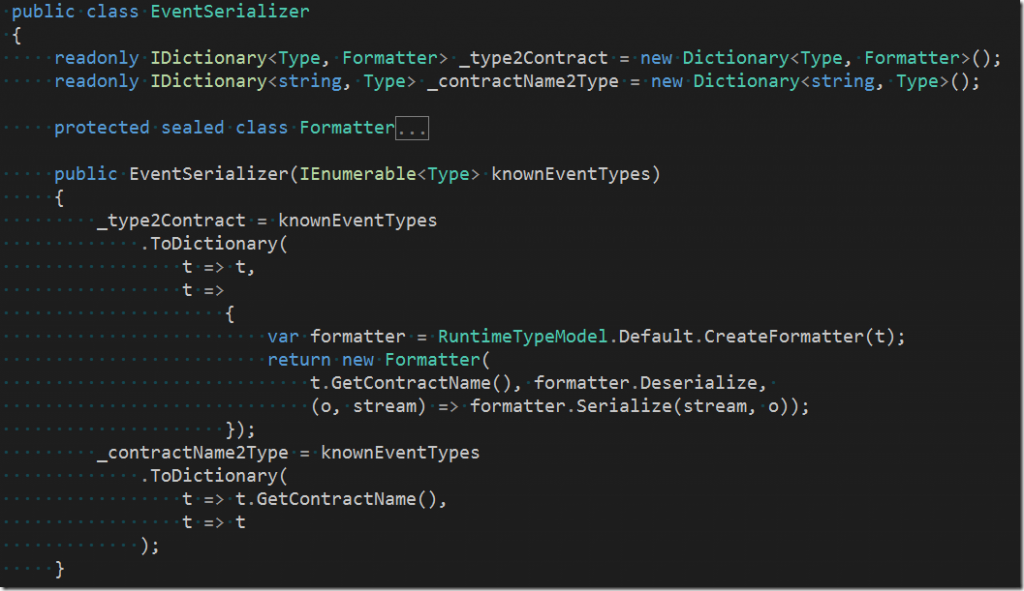 public class EventSerializer
{
readonly IDictionary<Type, Formatter> _type2Contract = new Dictionary<Type, Formatter>();
readonly IDictionary<string, Type> _contractName2Type = new Dictionary<string, Type>();
protected sealed class Formatter...
public EventSerializer(IEnumerable<Type> knownEventTypes)
{
_type2Contract = knownEventTypes
.ToDictionary(
t => t,
t =>
{
var formatter = RuntimeTypeModel.Default.CreateFormatter(t);
return new Formatter(
t.GetContractName(), formatter.Deserialize,
(o, stream) => formatter.Serialize(stream, o));
});
_contractName2Type = knownEventTypes
.ToDictionary(
t => t.GetContractName(),
t => t
);
}